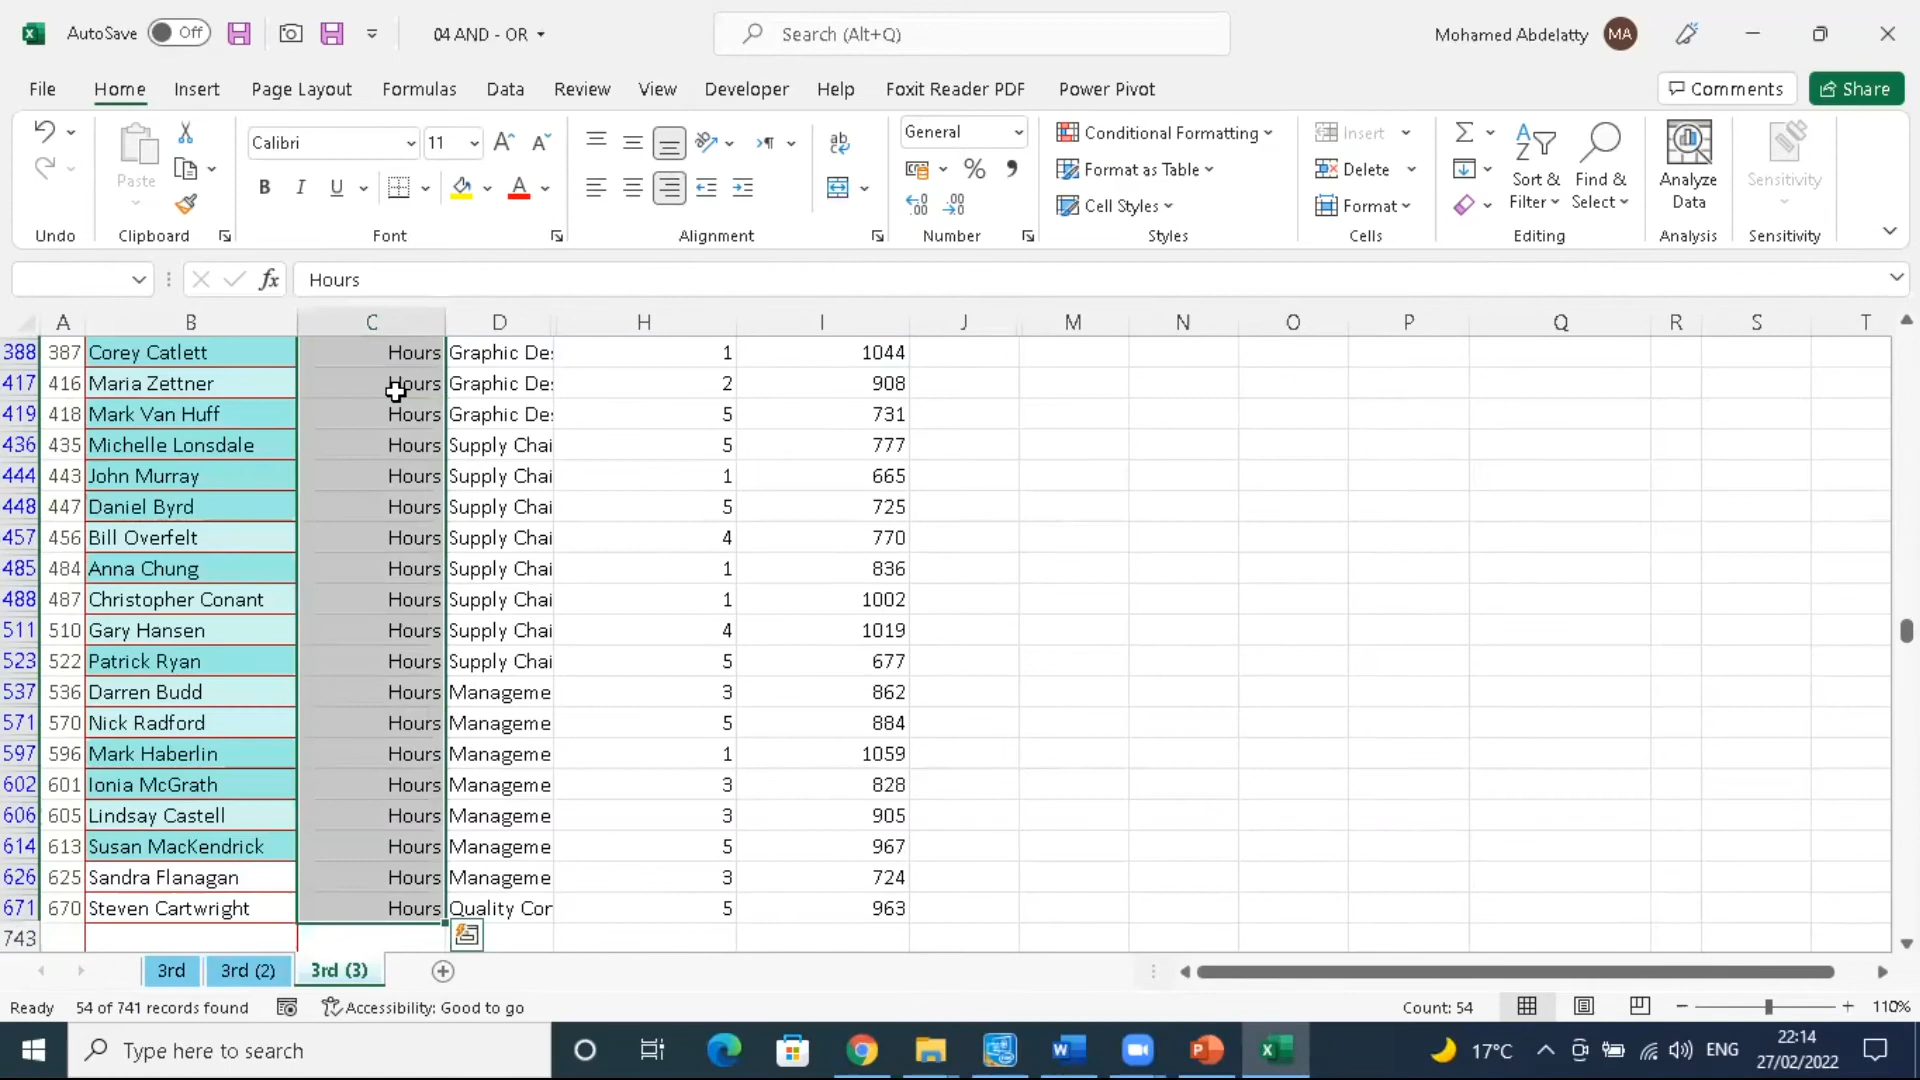 AutoSave Off 04 AND - OR Search (Alt+Q) Mohamed Abdelatty MA
File Home Insert Page Layout Formulas Data Review View Developer Help Foxit Reader PDF Power Pivot Comments Share
Calibri 11 General Conditional Formatting Insert
Paste Format as Table Delete Sort & Filter Find & Select Analyze Data Sensitivity
B I U Cell Styles Format
Undo Clipboard Font Alignment Number Styles Cells Editing Analysis Sensitivity
fx Hours
A B C D H I J M N O P Q R S T
388 387 Corey Catlett Hours Graphic Des 1 1044
417 416 Maria Zettner Hours Graphic Des 2 908
419 418 Mark Van Huff Hours Graphic Des 5 731
436 435 Michelle Lonsdale Hours Supply Chai 5 777
444 443 John Murray Hours Supply Chai 1 665
448 447 Daniel Byrd Hours Supply Chai 5 725
457 456 Bill Overfelt Hours Supply Chai 4 770
485 484 Anna Chung Hours Supply Chai 1 836
488 487 Christopher Conant Hours Supply Chai 1 1002
511 510 Gary Hansen Hours Supply Chai 4 1019
523 522 Patrick Ryan Hours Supply Chai 5 677
537 536 Darren Budd Hours Manageme 3 862
571 570 Nick Radford Hours Manageme 5 884
597 596 Mark Haberlin Hours Manageme 1 1059
602 601 Ionia McGrath Hours Manageme 3 828
606 605 Lindsay Castell Hours Manageme 3 905
614 613 Susan MacKendrick Hours Manageme 5 967
626 625 Sandra Flanagan Hours Manageme 3 724
671 670 Steven Cartwright Hours Quality Cor 5 963
743
3rd 3rd (2) 3rd (3)
Ready 54 of 741 records found Accessibility: Good to go Count: 54 110%
Type here to search 17°C ENG 22:14
27/02/2022